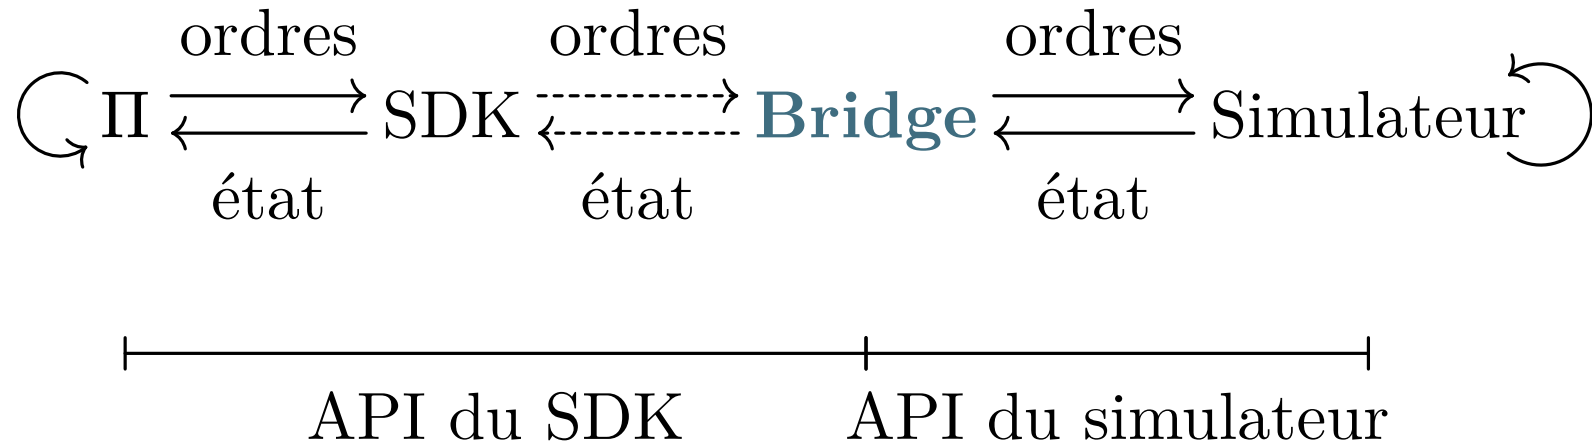 ordres ordres ordres
Π SDK Bridge Simulateur
état état état
API du SDK API du simulateur